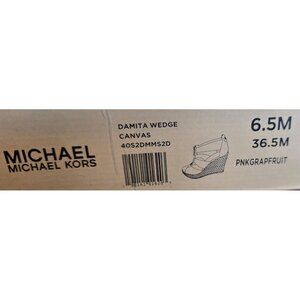 MICHAEL
MICHAEL KORS
DAMITA WEDGE
CANVAS
40S2DMMS2D
6.5M
36.5M
PNKGRAPFRUIT